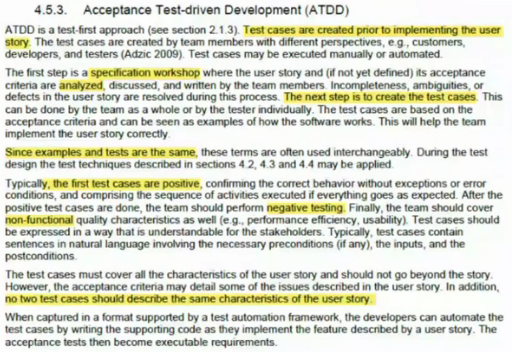 4.5.3. Acceptance Test-driven Development (ATDD)
ATDD is a test-first approach (see section 2.1.3). Test cases are created prior to implementing the user
story. The test cases are created by team members with different perspectives, e.g., customers,
developers, and testers (Adzic 2009). Test cases may be executed manually or automated.
The first step is a specification workshop where the user story and (if not yet defined) its acceptance
criteria are analyzed, discussed, and written by the team members. Incompleteness, ambiguities, or
defects in the user story are resolved during this process. The next step is to create the test cases. This
can be done by the team as a whole or by the tester individually. The test cases are based on the
acceptance criteria and can be seen as examples of how the software works. This will help the team
implement the user story correctly.
Since examples and tests are the same, these terms are often used interchangeably. During the test
design the test techniques described in sections 4.2, 4.3 and 4.4 may be applied.
Typically, the first test cases are positive, confirming the correct behavior without exceptions or error
conditions, and comprising the sequence of activities executed if everything goes as expected. After the
positive test cases are done, the team should perform negative testing. Finally, the team should cover
non-functional quality characteristics as well (e.g., performance efficiency, usability). Test cases should
be expressed in a way that is understandable for the stakeholders. Typically, test cases contain
sentences in natural language involving the necessary preconditions (if any), the inputs, and the
postconditions.
The test cases must cover all the characteristics of the user story and should not go beyond the story.
However, the acceptance criteria may detail some of the issues described in the user story. In addition,
no two test cases should describe the same characteristics of the user story.
When captured in a format supported by a test automation framework, the developers can automate the
test cases by writing the supporting code as they implement the feature described by a user story. The
acceptance tests then become executable requirements.